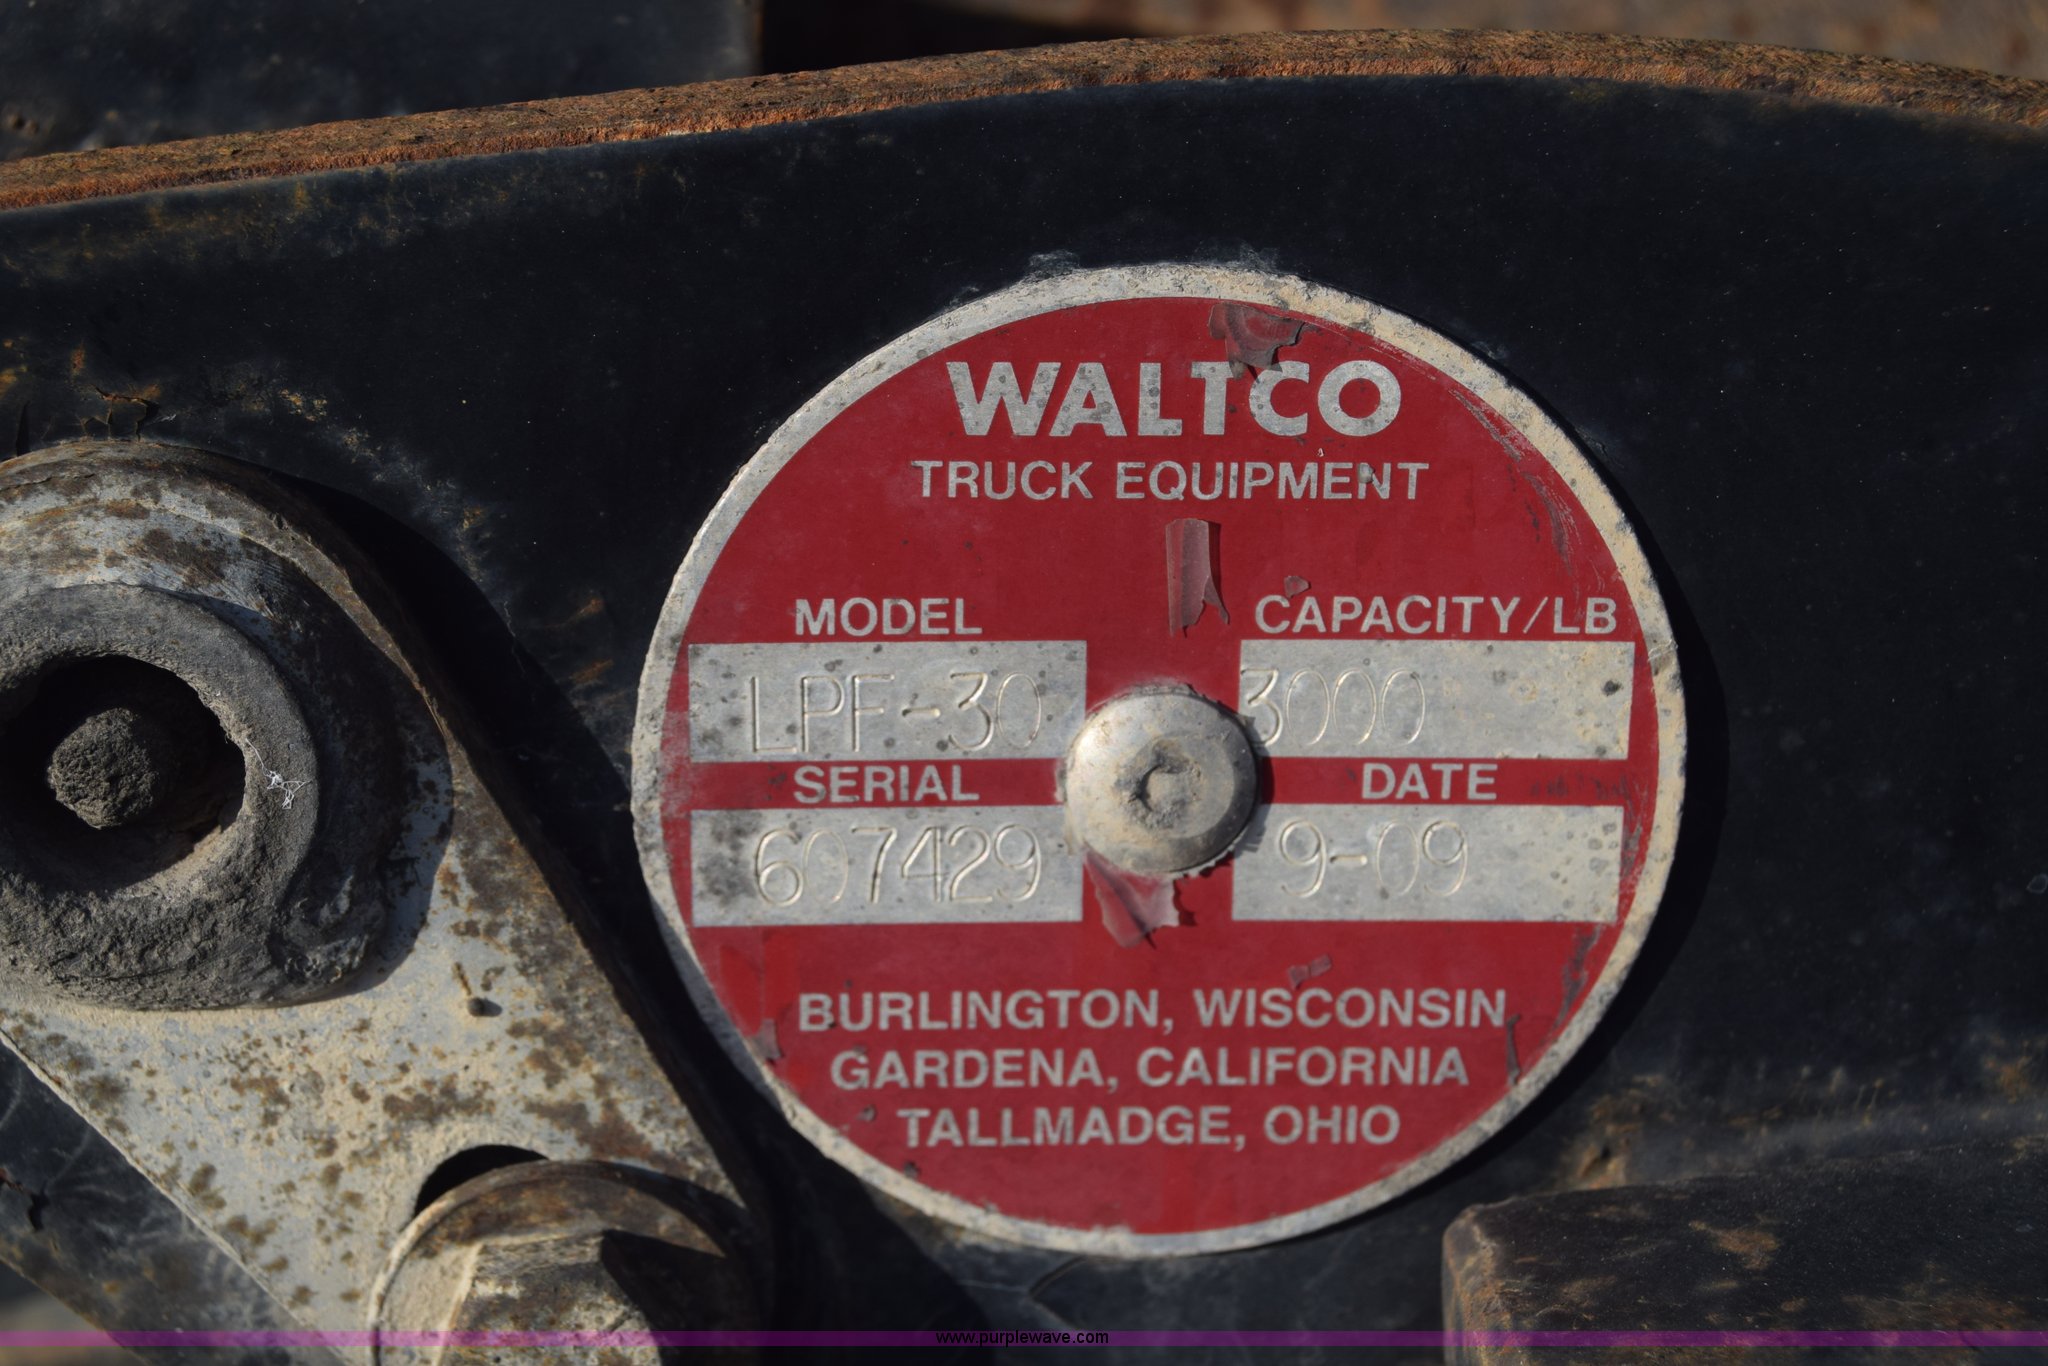 WALTCO
TRUCK EQUIPMENT
MODEL
CAPACITY/LB
LPF-30
3000
SERIAL
DATE
607429
9-09
BURLINGTON, WISCONSIN
GARDENA, CALIFORNIA
TALLMADGE, OHIO
www.purplewave.com